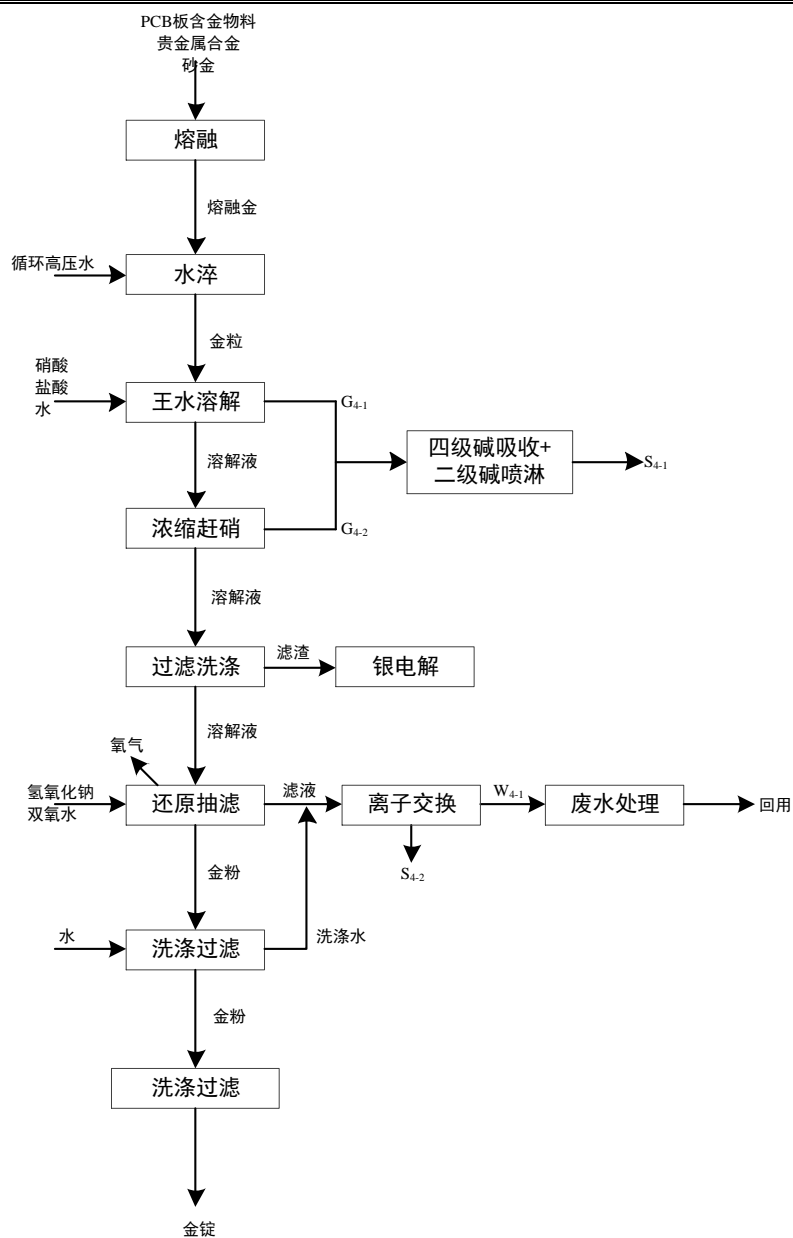 PCB板含金物料
贵金属合金
砂金
熔融
熔融金
循环高压水
水淬
金粒
硝酸
盐酸
水
王水溶解
G4-1
四级碱吸收+
二级碱喷淋
S4-1
溶解液
浓缩赶硝
G4-2
溶解液
过滤洗涤
滤渣
银电解
溶解液
氧气
氢氧化钠
双氧水
还原抽滤
滤液
离子交换
W4-1
废水处理
回用
S4-2
金粉
水
洗涤过滤
洗涤水
金粉
洗涤过滤
金锭